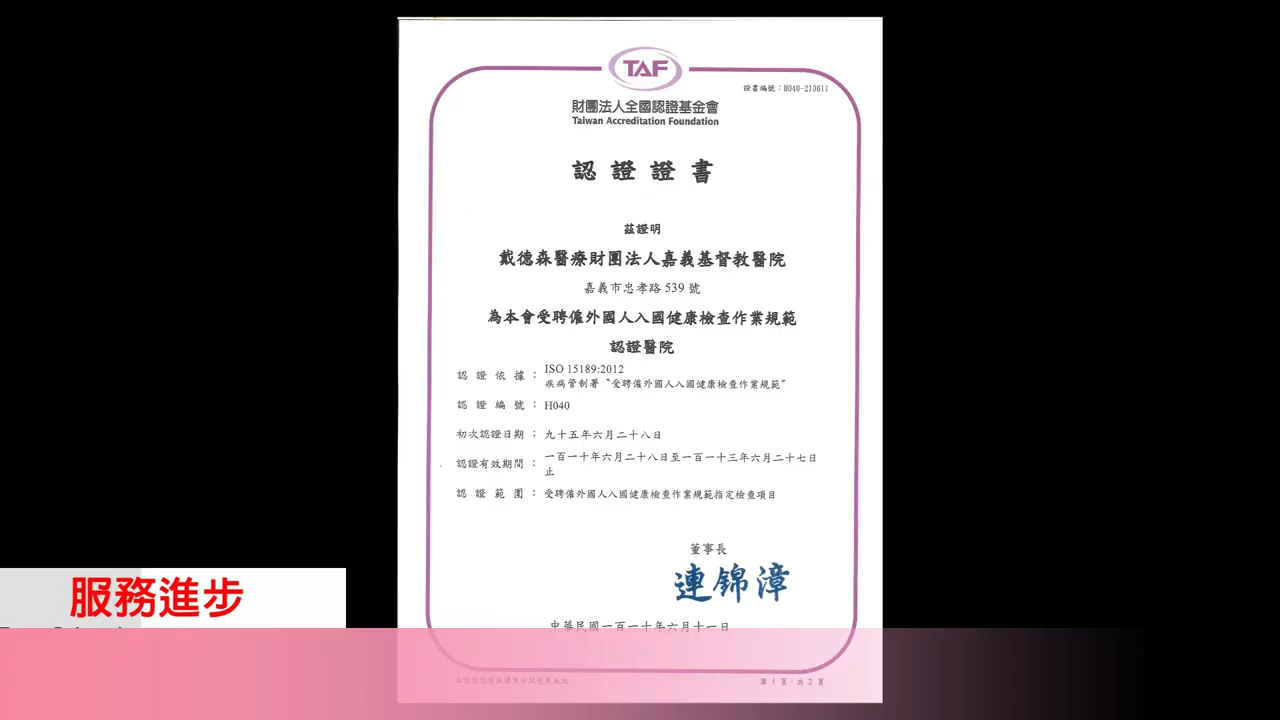 TAF
證書編號：H040-210611
財團法人全國認證基金會
Taiwan Accreditation Foundation
認證證書
茲證明
戴德森醫療財團法人嘉義基督教醫院
嘉義市忠孝路 539 號
為本會受聘僱外國人入國健康檢查作業規範
認證醫院
認證依據：ISO 15189:2012
疾病管制署〝受聘僱外國人入國健康檢查作業規範〞
認證編號：H040
初次認證日期：九十五年六月二十八日
認證有效期間：一百一十年六月二十八日至一百一十三年六月二十七日
止
認證範圍：受聘僱外國人入國健康檢查作業規範指定檢查項目
董事長
連錦漳
服務進步
中華民國一百一十年六月十一日
第 1 頁，共 2 頁